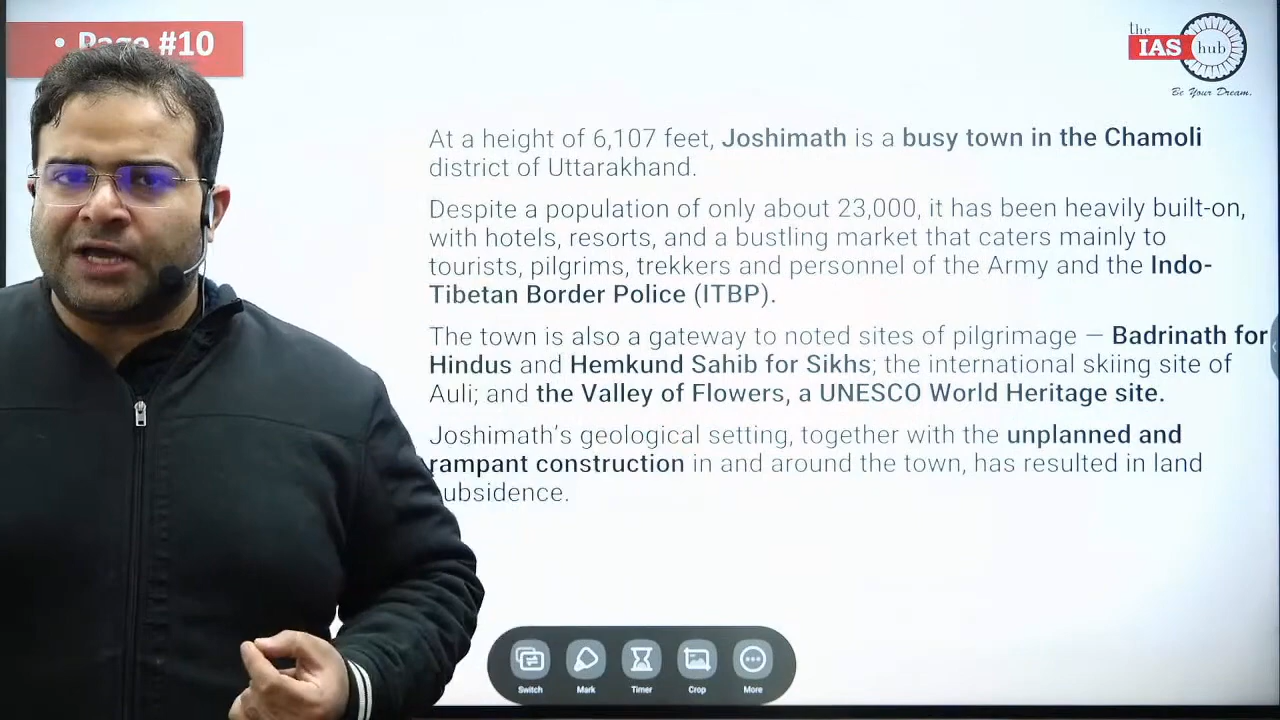 • Page #10
the
IAS hub
Be Your Dream.
At a height of 6,107 feet, Joshimath is a busy town in the Chamoli
district of Uttarakhand.
Despite a population of only about 23,000, it has been heavily built-on,
with hotels, resorts, and a bustling market that caters mainly to
tourists, pilgrims, trekkers and personnel of the Army and the Indo-
Tibetan Border Police (ITBP).
The town is also a gateway to noted sites of pilgrimage — Badrinath for
Hindus and Hemkund Sahib for Sikhs; the international skiing site of
Auli; and the Valley of Flowers, a UNESCO World Heritage site.
Joshimath's geological setting, together with the unplanned and
rampant construction in and around the town, has resulted in land
subsidence.
Switch Mark Timer Crop More